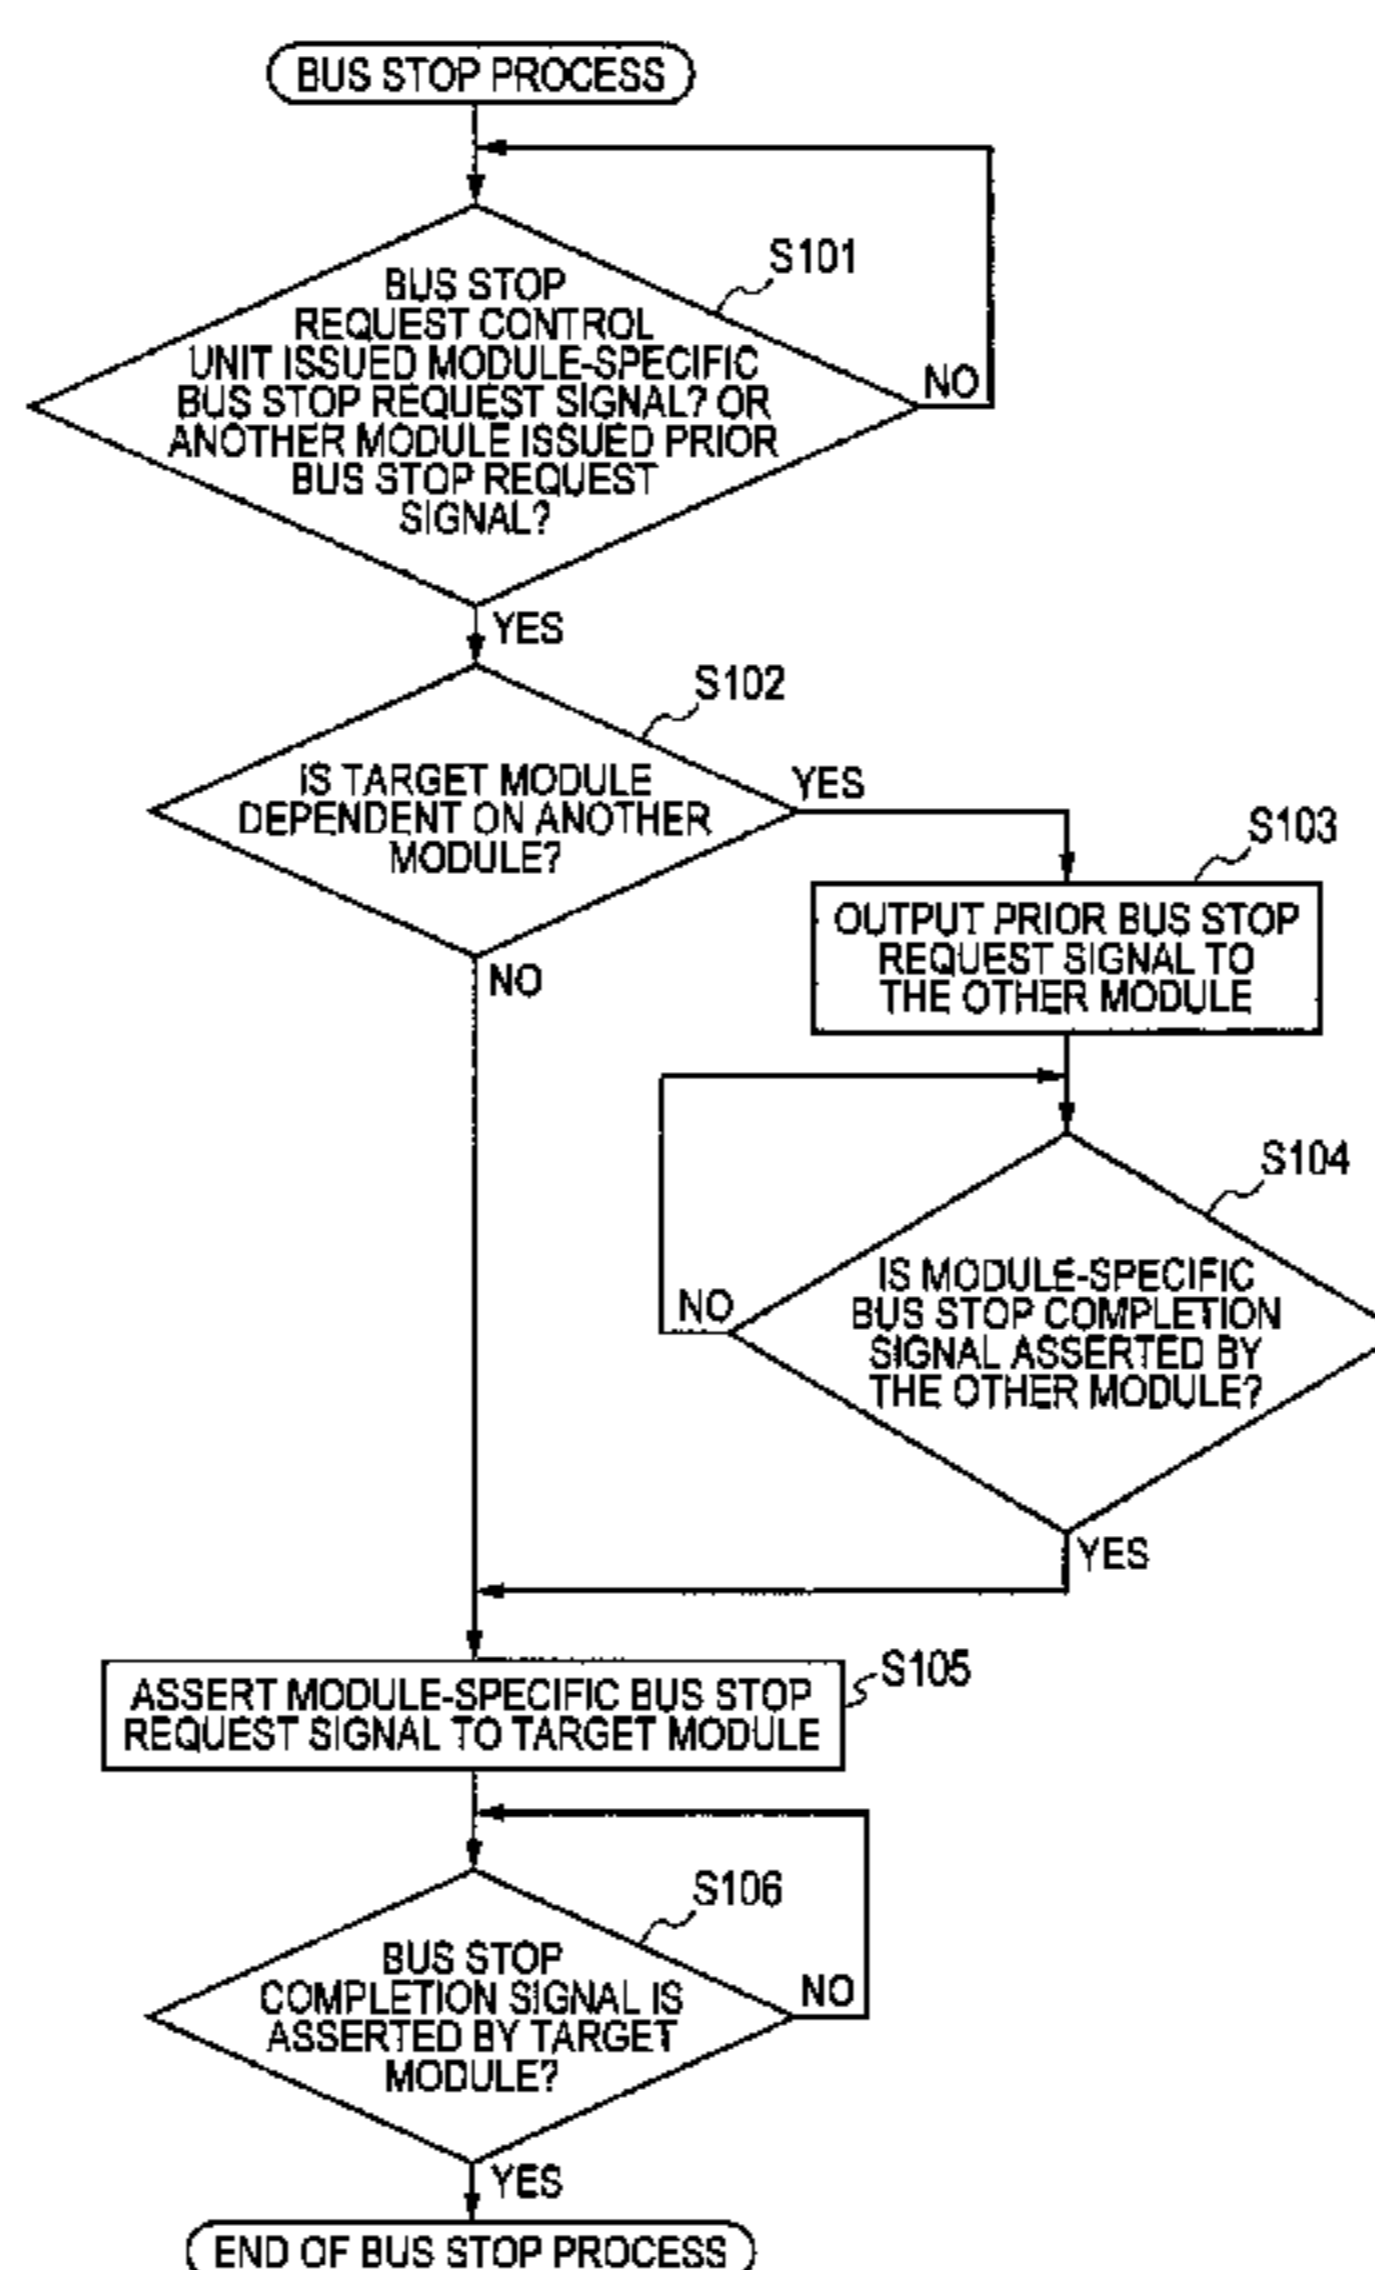 BUS STOP PROCESS
S101
BUS STOP
REQUEST CONTROL
UNIT ISSUED MODULE-SPECIFIC
BUS STOP REQUEST SIGNAL? OR
ANOTHER MODULE ISSUED PRIOR
BUS STOP REQUEST
SIGNAL?
NO
YES
S102
IS TARGET MODULE
DEPENDENT ON ANOTHER
MODULE?
YES
NO
S103
OUTPUT PRIOR BUS STOP
REQUEST SIGNAL TO
THE OTHER MODULE
S104
IS MODULE-SPECIFIC
BUS STOP COMPLETION
SIGNAL ASSERTED BY
THE OTHER MODULE?
NO
YES
S105
ASSERT MODULE-SPECIFIC BUS STOP
REQUEST SIGNAL TO TARGET MODULE
S106
BUS STOP
COMPLETION SIGNAL IS
ASSERTED BY TARGET
MODULE?
NO
YES
END OF BUS STOP PROCESS